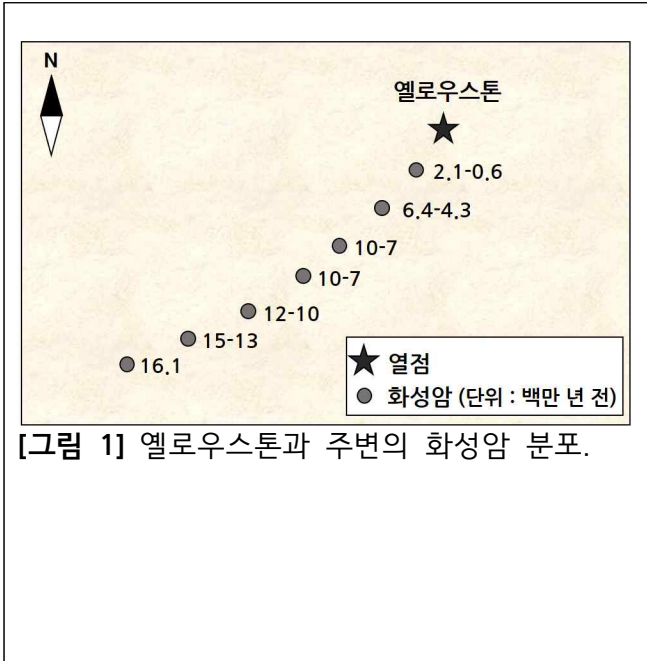 N
옐로우스톤
2.1-0.6
6.4-4.3
10-7
10-7
12-10
15-13
16.1
열점
화성암 (단위 : 백만 년 전)
[그림 1] 옐로우스톤과 주변의 화성암 분포.